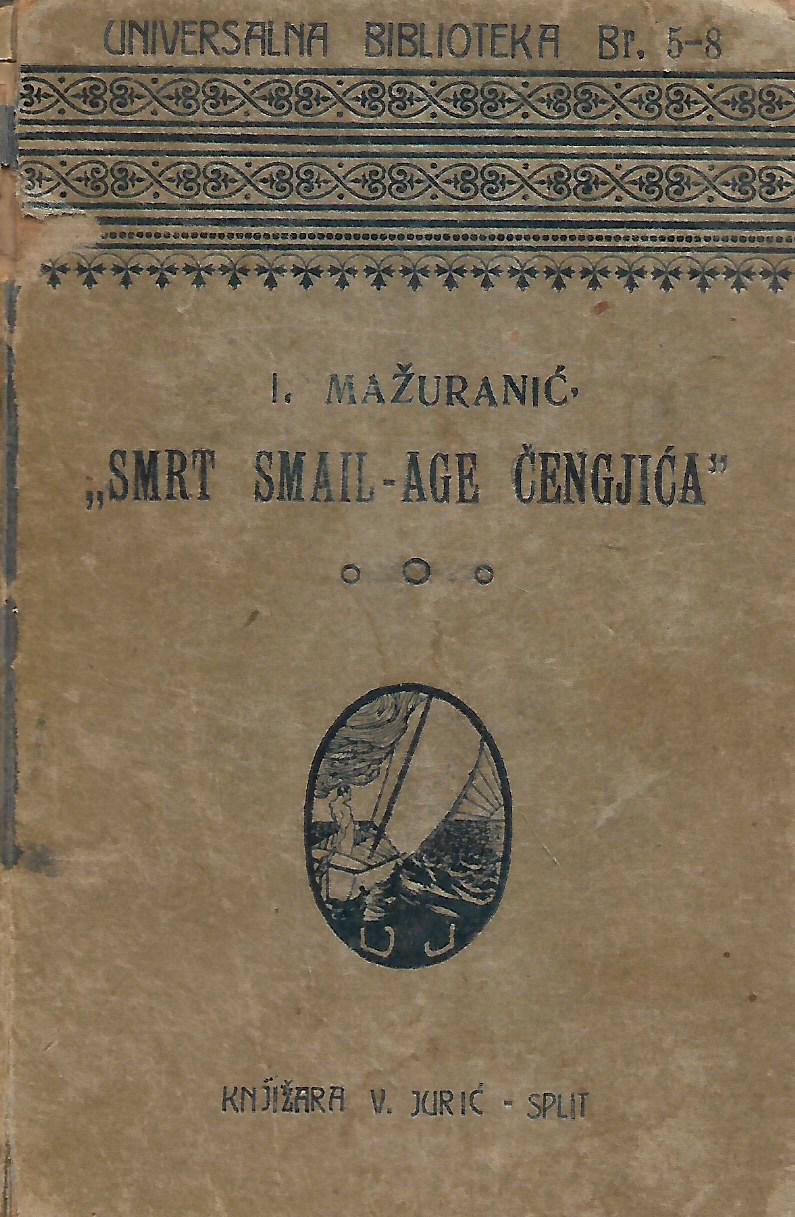 UNIVERSALNA BIBLIOTEKA Br. 5-8
I. MAŽURANIĆ,
„SMRT SMAIL-AGE ČENGJIĆA”
KNJIŽARA V. JURIĆ - SPLIT